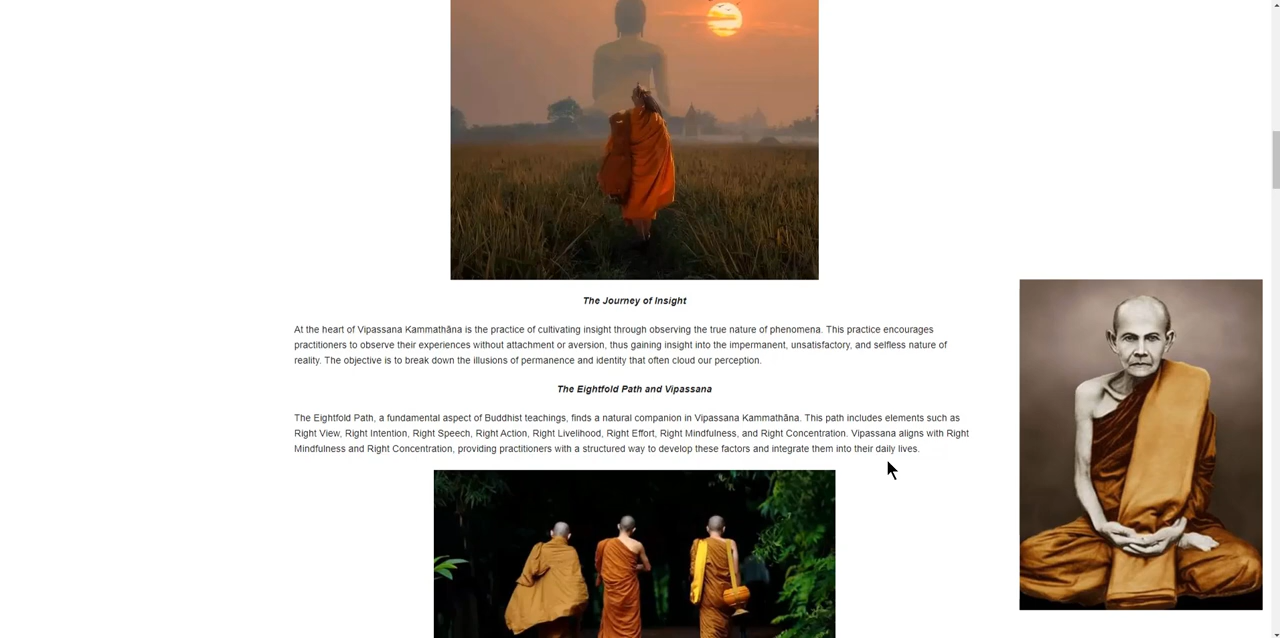 The Journey of Insight
At the heart of Vipassana Kammathāna is the practice of cultivating insight through observing the true nature of phenomena. This practice encourages
practitioners to observe their experiences without attachment or aversion, thus gaining insight into the impermanent, unsatisfactory, and selfless nature of
reality. The objective is to break down the illusions of permanence and identity that often cloud our perception.
The Eightfold Path and Vipassana
The Eightfold Path, a fundamental aspect of Buddhist teachings, finds a natural companion in Vipassana Kammathāna. This path includes elements such as
Right View, Right Intention, Right Speech, Right Action, Right Livelihood, Right Effort, Right Mindfulness, and Right Concentration. Vipassana aligns with Right
Mindfulness and Right Concentration, providing practitioners with a structured way to develop these factors and integrate them into their daily lives.